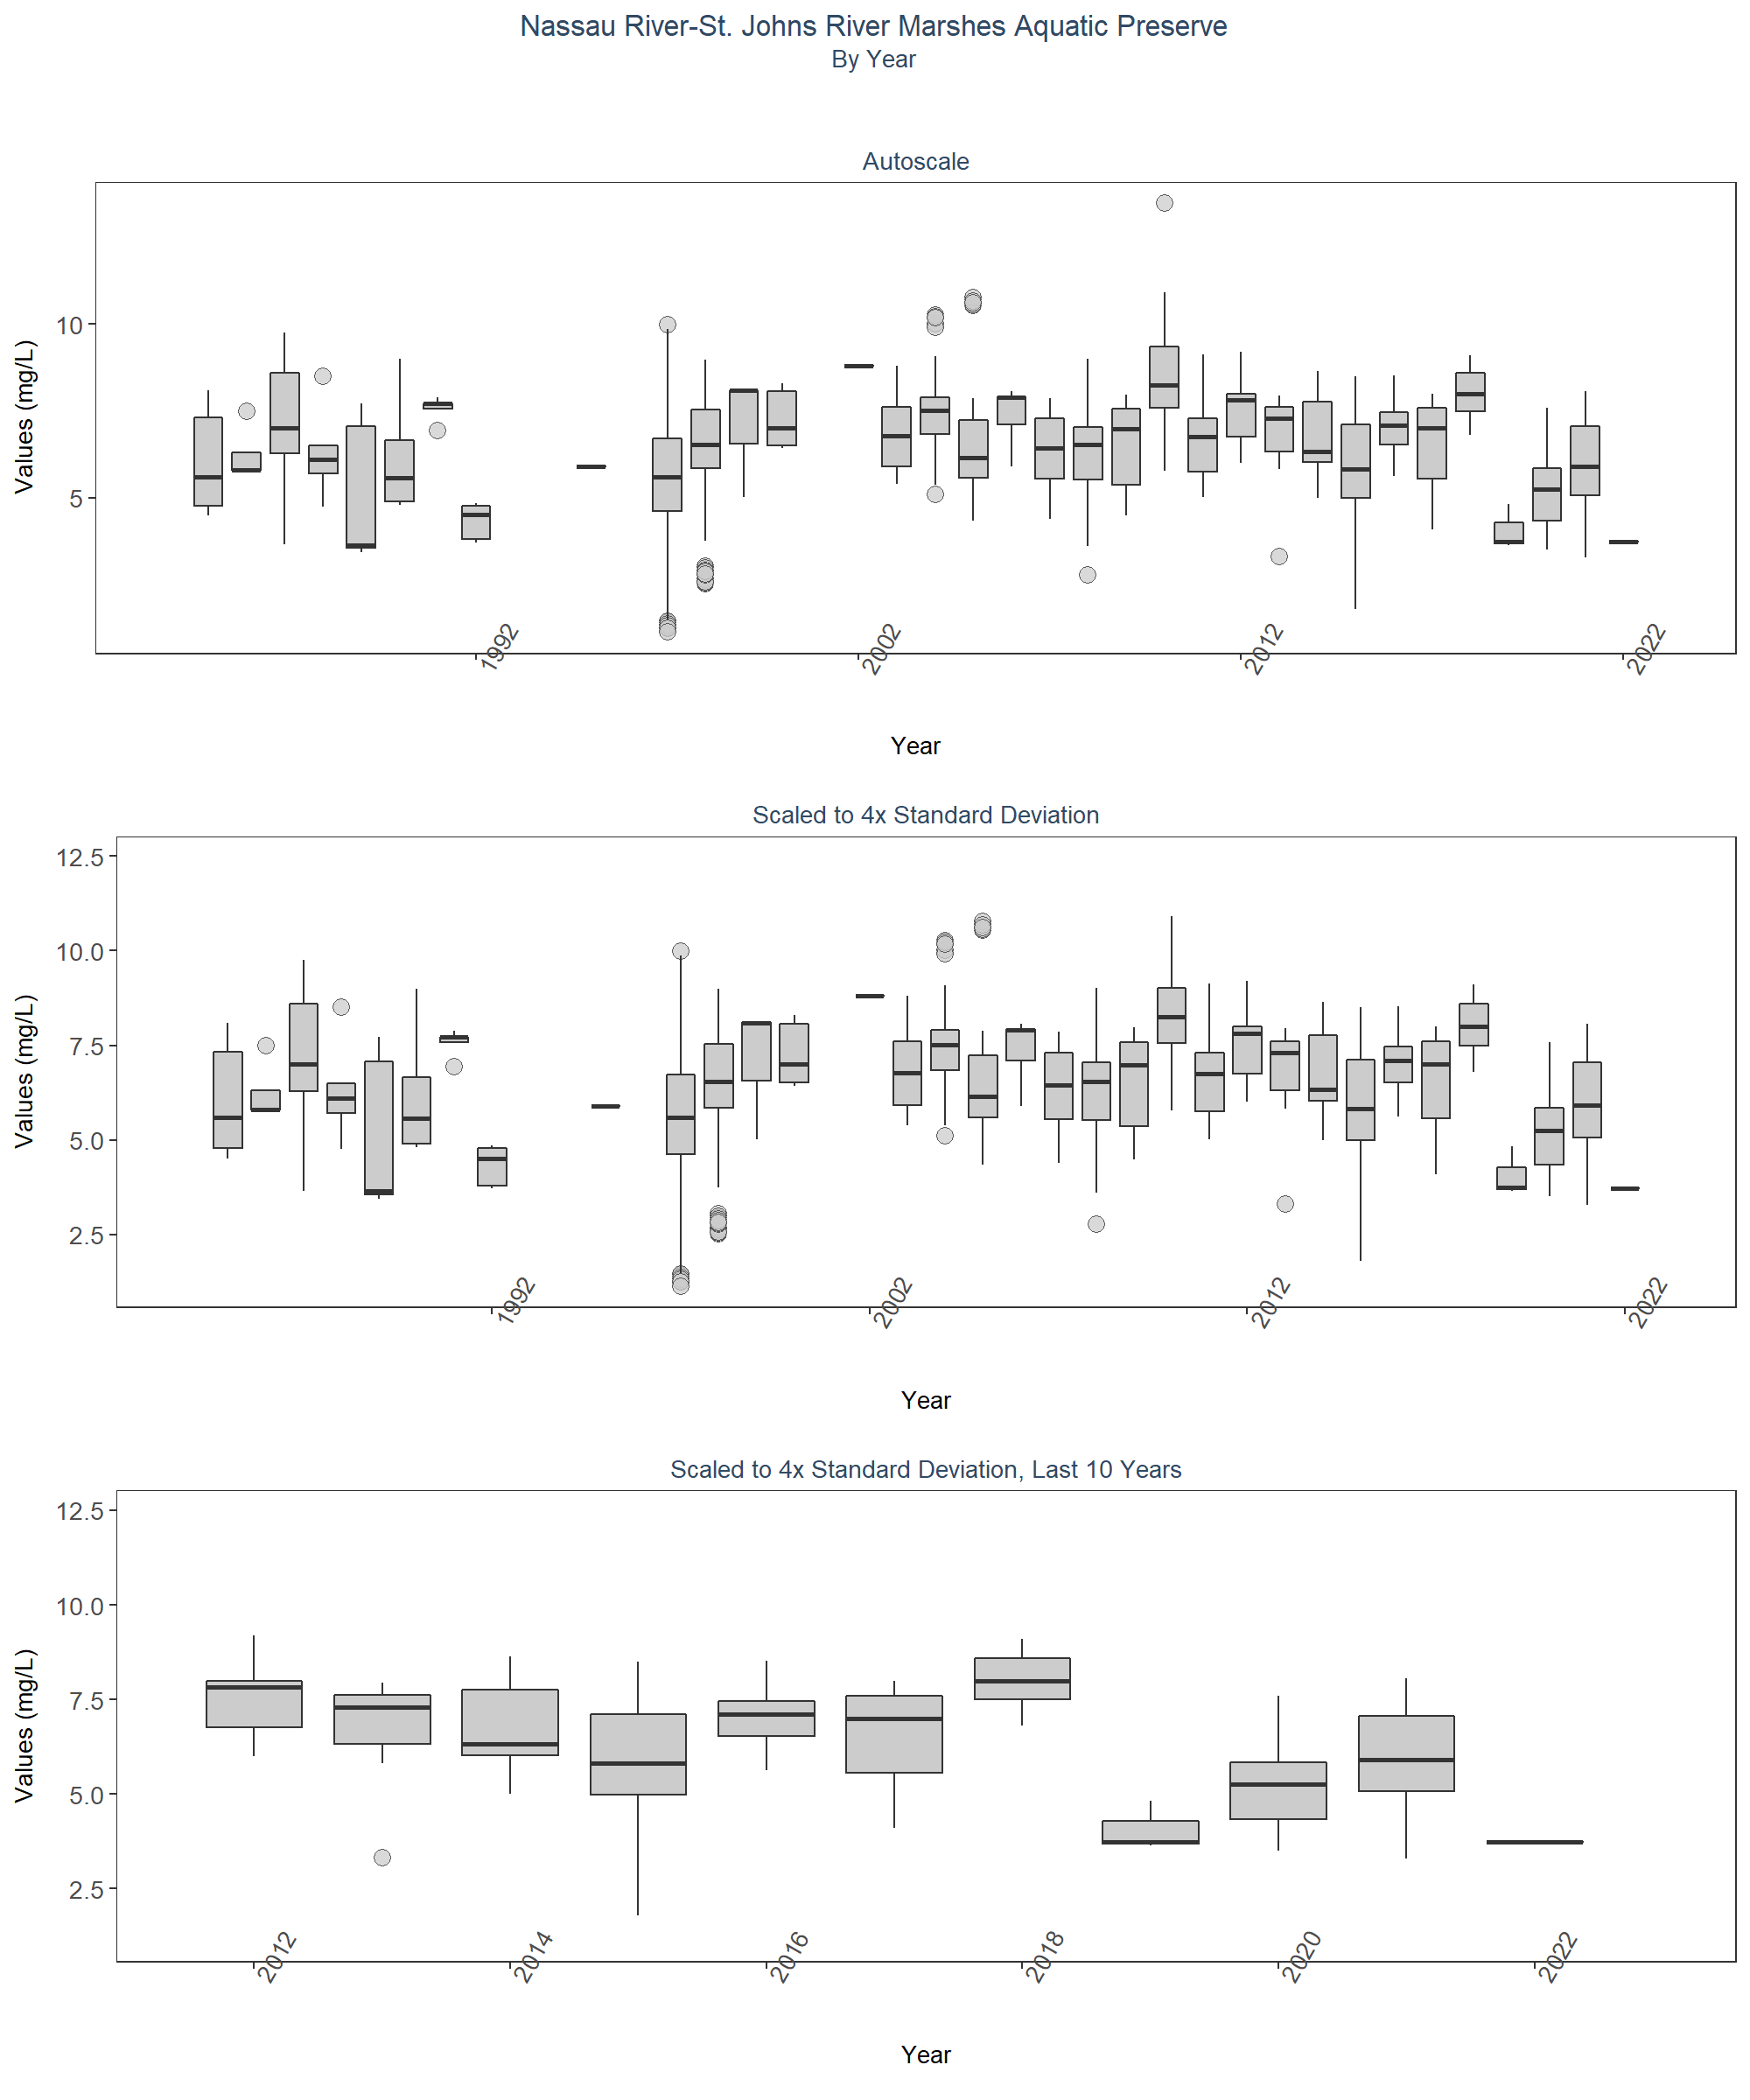 Nassau River-St. Johns River Marshes Aquatic Preserve
By Year
Autoscale
Values (mg/L)
10
5
1992
2002
2012
2022
Year
Scaled to 4x Standard Deviation
Values (mg/L)
12.5
10.0
7.5
5.0
2.5
1992
2002
2012
2022
Year
Scaled to 4x Standard Deviation, Last 10 Years
Values (mg/L)
12.5
10.0
7.5
5.0
2.5
2012
2014
2016
2018
2020
2022
Year